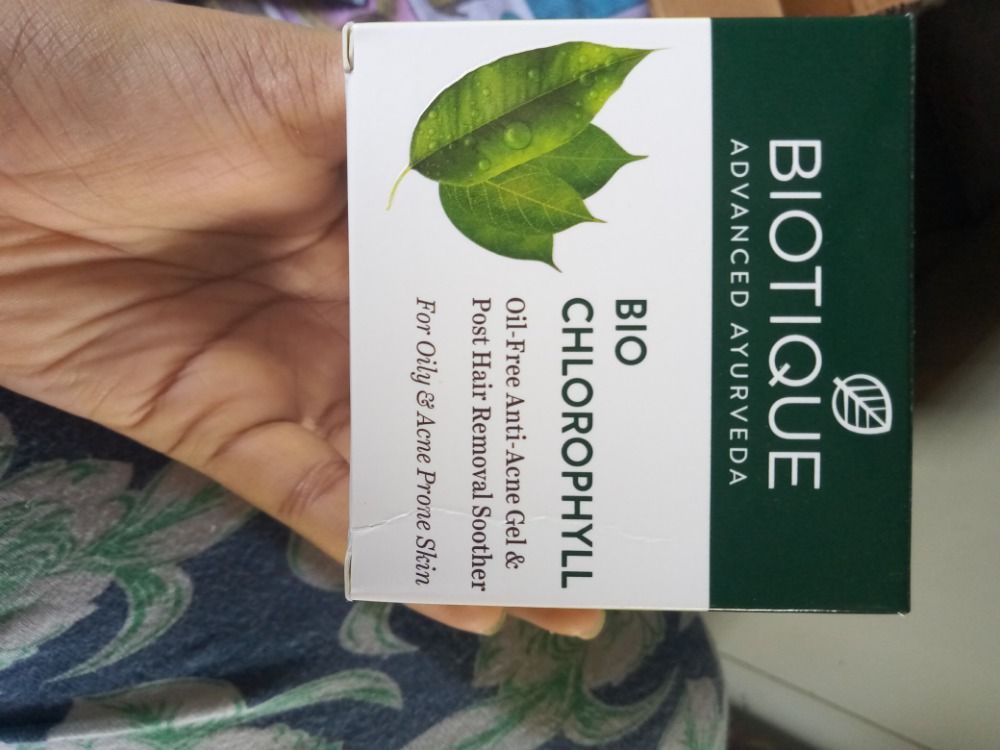 BIOTIQUE
ADVANCED AYURVEDA
BIO
CHLOROPHYLL
Oil-Free Anti-Acne Gel &
Post Hair Removal Soother
For Oily & Acne Prone Skin